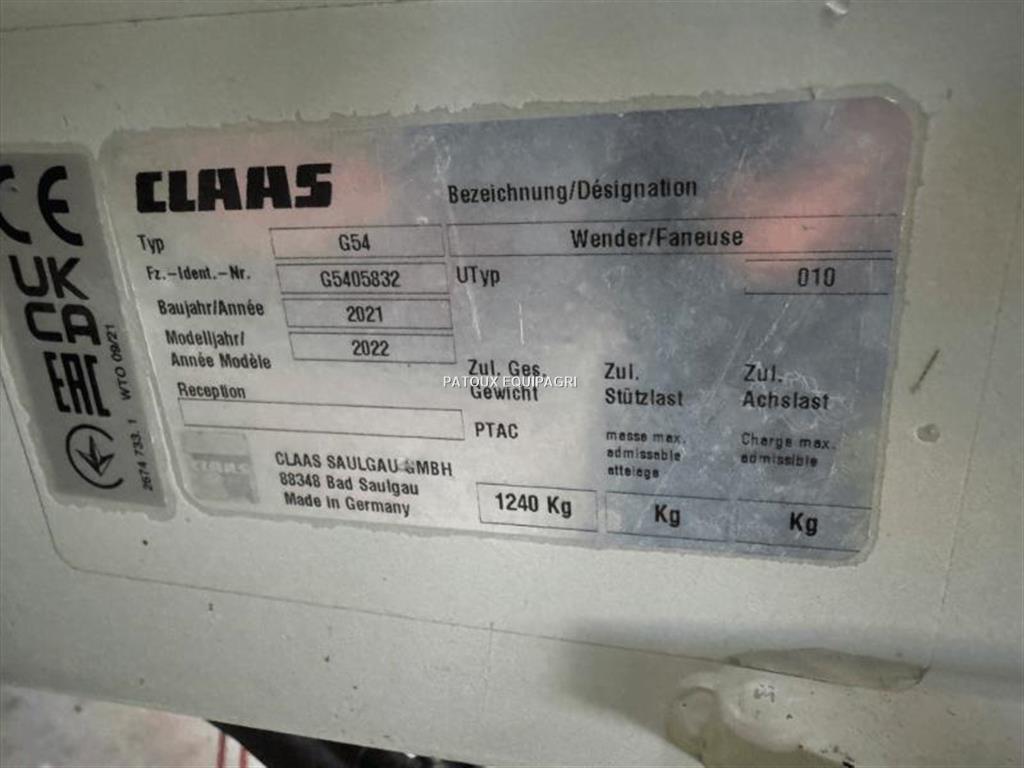 CE
UK
CA
EAC
2674 733. 1 WTO 09/21
CLAAS
Bezeichnung/Désignation
Typ G54 Wender/Faneuse
Fz.-Ident.-Nr. G5405832 UTyp 010
Baujahr/Année 2021
Modelljahr/
Année Modèle 2022
Reception
Zul. Ges.
Gewicht
PTAC
1240 Kg
Zul.
Stützlast
masse max.
admissable
attelage
Kg
Zul.
Achslast
Charge max.
admissible
Kg
CLAAS
CLAAS SAULGAU GMBH
88348 Bad Saulgau
Made in Germany
PATOUX EQUIPAGRI